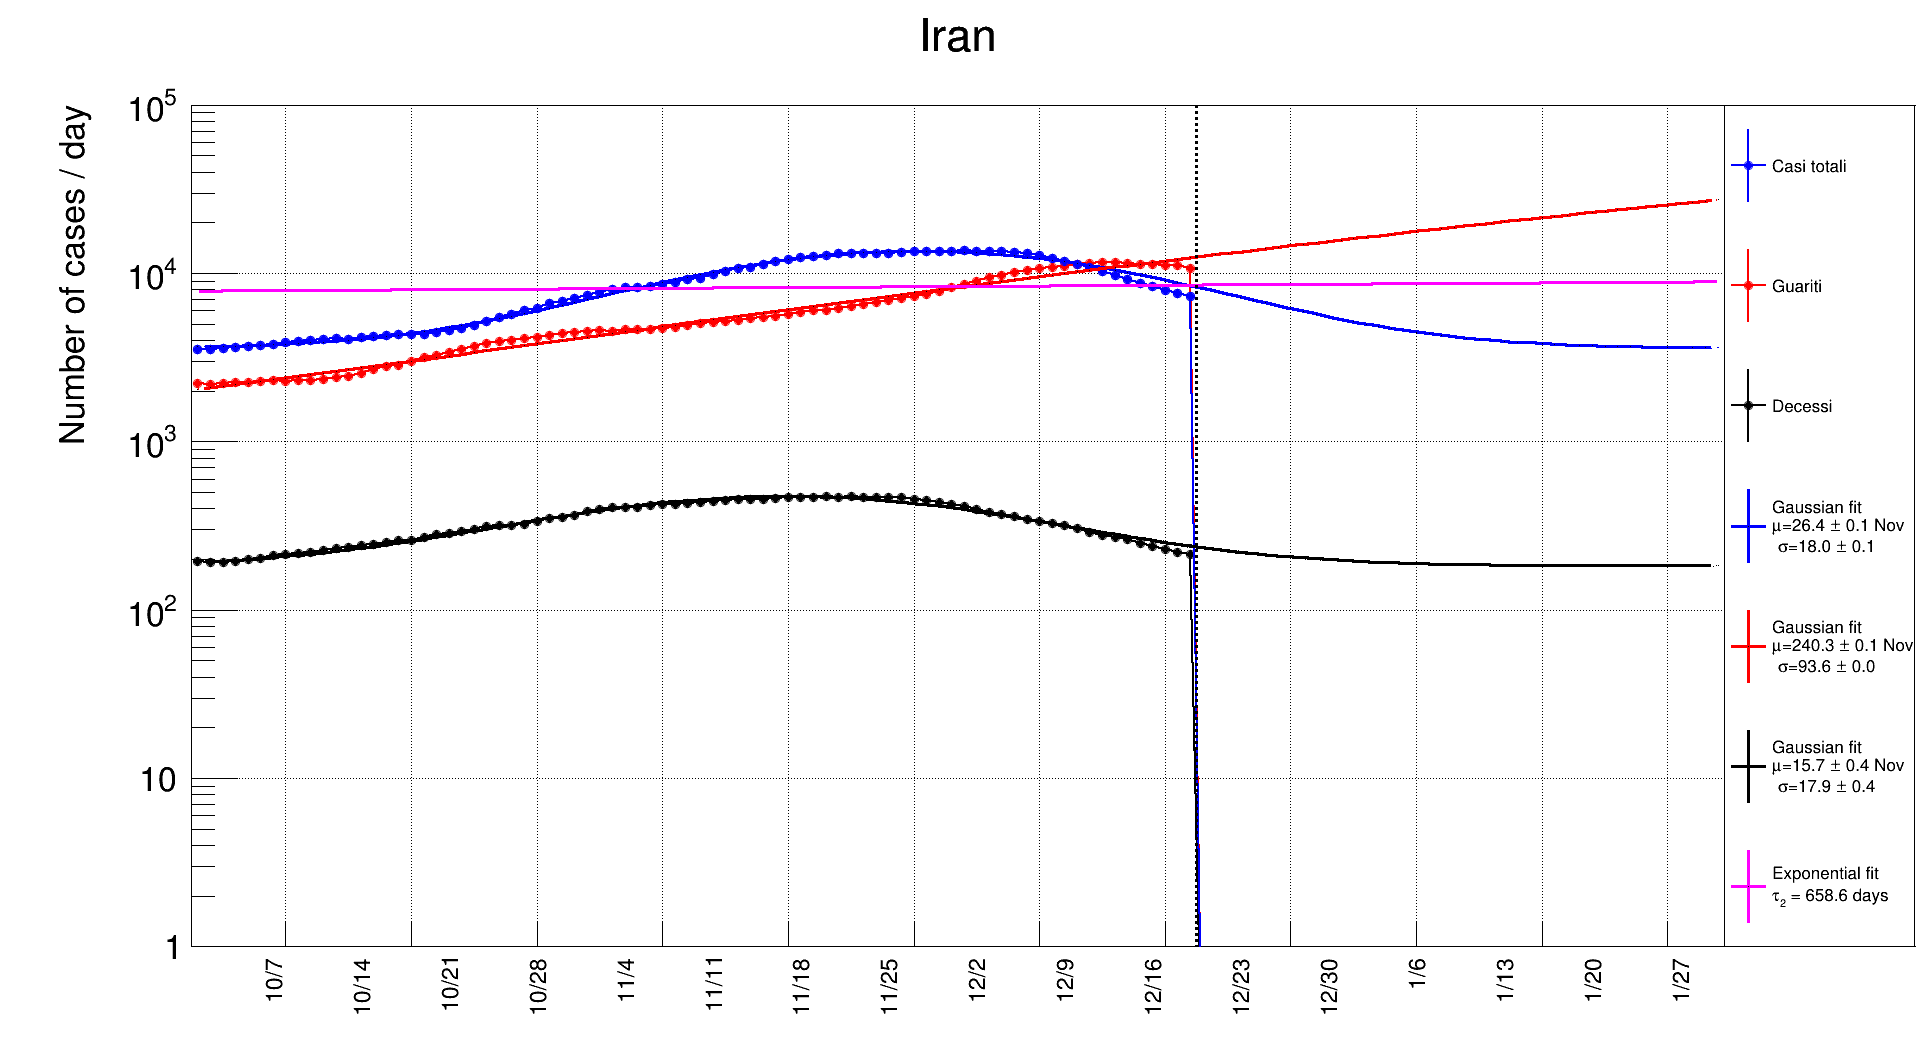 Iran
Number of cases / day
10^5
10^4
10^3
10^2
10
1
10/7
10/14
10/21
10/28
11/4
11/11
11/18
11/25
12/2
12/9
12/16
12/23
12/30
1/6
1/13
1/20
1/27
Casi totali
Guariti
Decessi
Gaussian fit
μ=26.4 ± 0.1 Nov
σ=18.0 ± 0.1
Gaussian fit
μ=240.3 ± 0.1 Nov
σ=93.6 ± 0.0
Gaussian fit
μ=15.7 ± 0.4 Nov
σ=17.9 ± 0.4
Exponential fit
τ₂ = 658.6 days